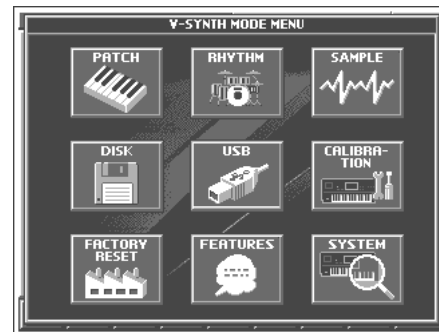 V-SYNTH MODE MENU
PATCH
RHYTHM
SAMPLE
DISK
USB
CALIBRA-
TION
FACTORY
RESET
FEATURES
SYSTEM